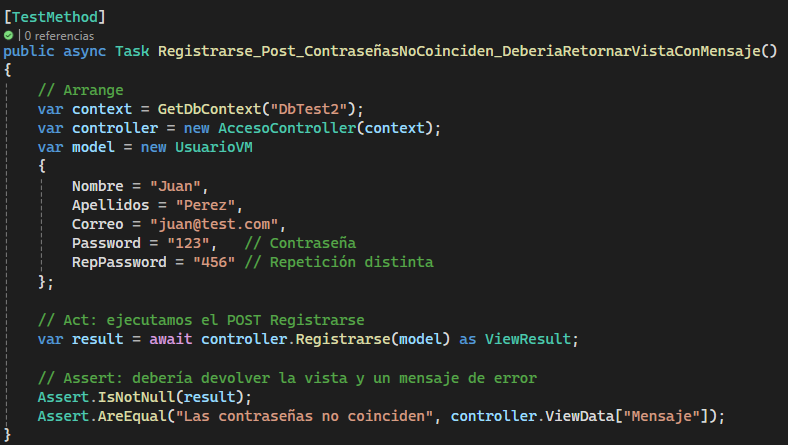 [TestMethod]
| 0 referencias
public async Task Registrarse_Post_ContraseñasNoCoinciden_DeberiaRetornarVistaConMensaje()
{
    // Arrange
    var context = GetDbContext("DbTest2");
    var controller = new AccesoController(context);
    var model = new UsuarioVM
    {
        Nombre = "Juan",
        Apellidos = "Perez",
        Correo = "juan@test.com",
        Password = "123",   // Contraseña
        RepPassword = "456" // Repetición distinta
    };
    // Act: ejecutamos el POST Registrarse
    var result = await controller.Registrarse(model) as ViewResult;
    // Assert: debería devolver la vista y un mensaje de error
    Assert.IsNotNull(result);
    Assert.AreEqual("Las contraseñas no coinciden", controller.ViewData["Mensaje"]);
}